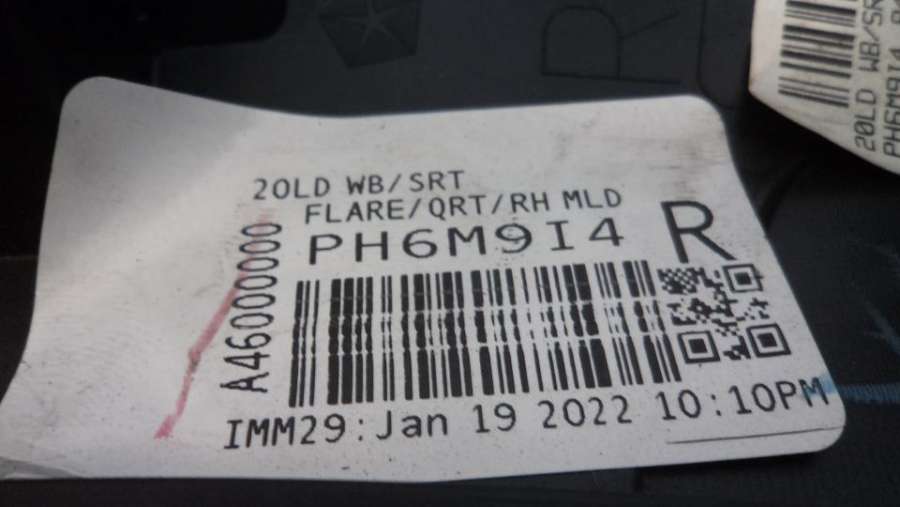 20LD WB/SRT
FLARE/QRT/RH MLD
PH6M9I4
R
A46000000
IMM29:Jan 19 2022 10:10PM
20LD WB/SR
PH6M9I4
R